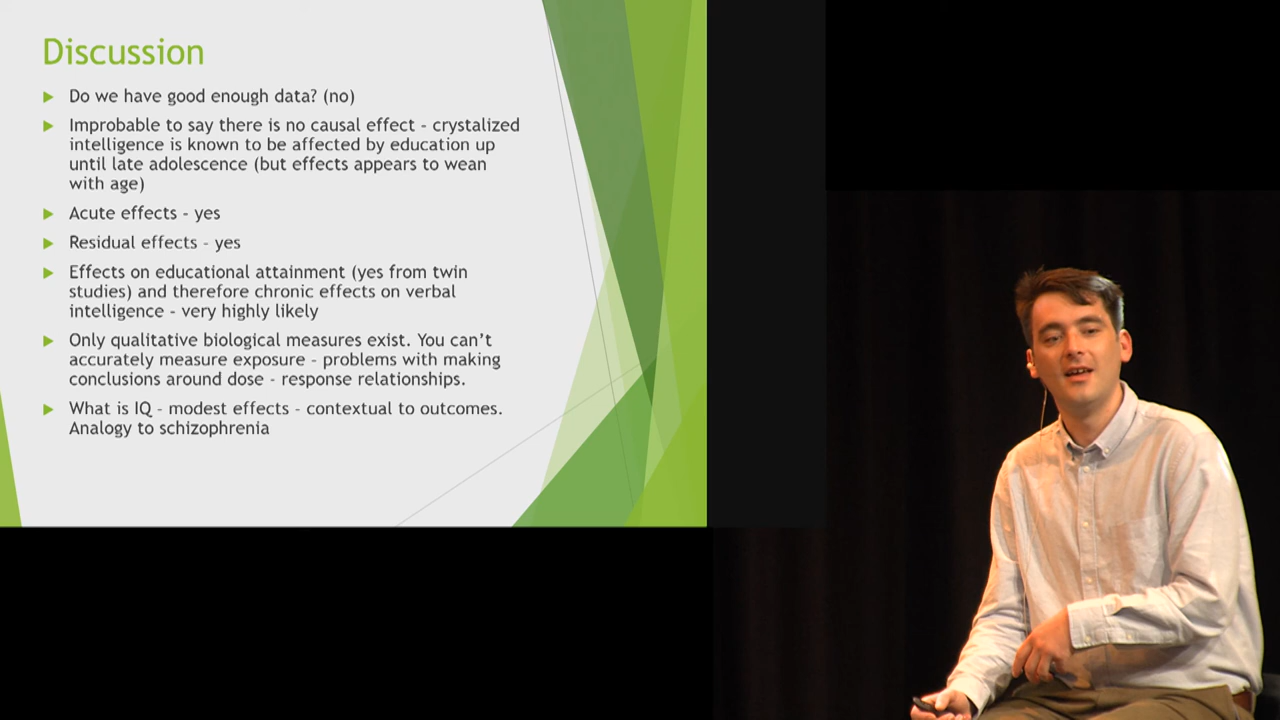 Discussion
Do we have good enough data? (no)
Improbable to say there is no causal effect - crystalized
intelligence is known to be affected by education up
until late adolescence (but effects appears to wean
with age)
Acute effects - yes
Residual effects - yes
Effects on educational attainment (yes from twin
studies) and therefore chronic effects on verbal
intelligence - very highly likely
Only qualitative biological measures exist. You can't
accurately measure exposure - problems with making
conclusions around dose - response relationships.
What is IQ - modest effects - contextual to outcomes.
Analogy to schizophrenia